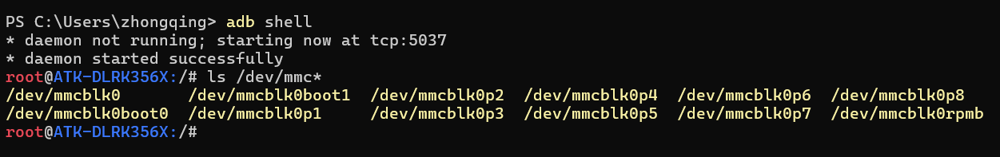 PS C:\Users\zhongqing> adb shell
* daemon not running; starting now at tcp:5037
* daemon started successfully
root@ATK-DLRK356X:/# ls /dev/mmc*
/dev/mmcblk0       /dev/mmcblk0boot1  /dev/mmcblk0p2  /dev/mmcblk0p4  /dev/mmcblk0p6  /dev/mmcblk0p8
/dev/mmcblk0boot0  /dev/mmcblk0p1     /dev/mmcblk0p3  /dev/mmcblk0p5  /dev/mmcblk0p7  /dev/mmcblk0rpmb
root@ATK-DLRK356X:/#